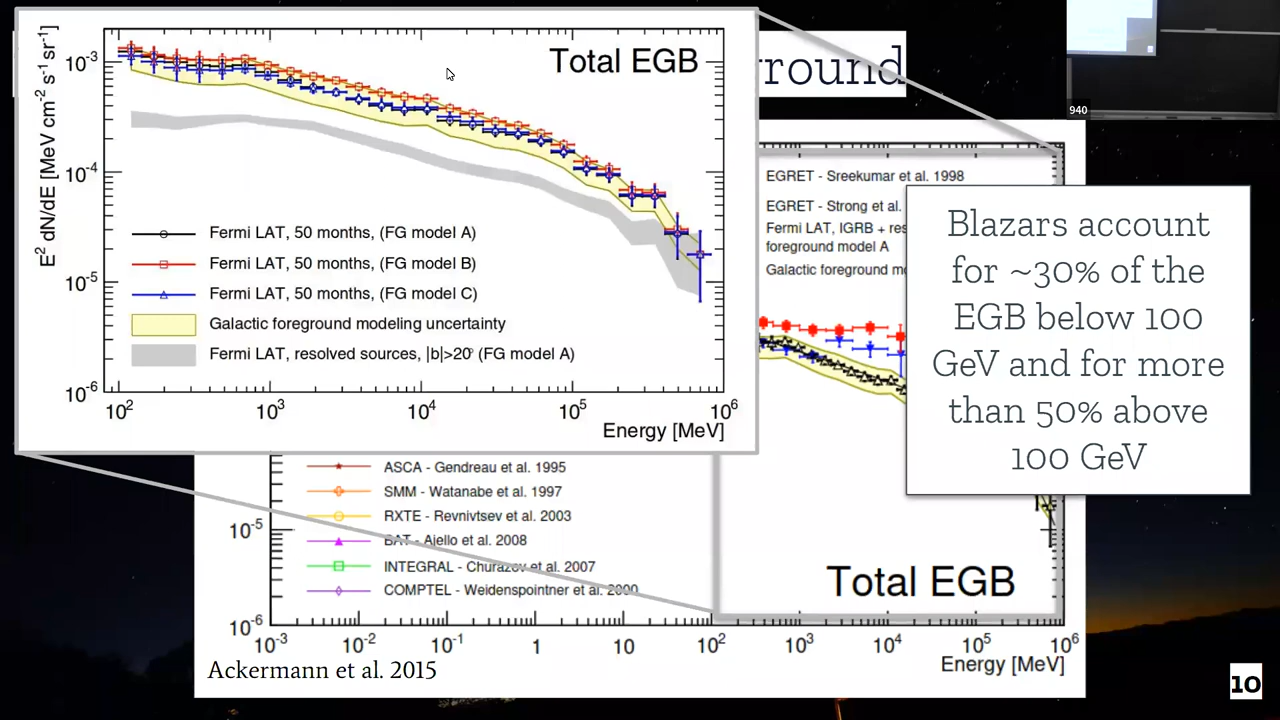 Total EGB
E² dN/dE [MeV cm⁻² s⁻¹ sr⁻¹]
10⁻³
10⁻⁴
10⁻⁵
10⁻⁶
Fermi LAT, 50 months, (FG model A)
Fermi LAT, 50 months, (FG model B)
Fermi LAT, 50 months, (FG model C)
Galactic foreground modeling uncertainty
Fermi LAT, resolved sources, |b|>20° (FG model A)
10² 10³ 10⁴ 10⁵ 10⁶
Energy [MeV]
round
940
EGRET - Sreekumar et al. 1998
EGRET - Strong et al.
Fermi LAT, IGRB + res
foreground model A
Galactic foreground mo
Blazars account
for ~30% of the
EGB below 100
GeV and for more
than 50% above
100 GeV
ASCA - Gendreau et al. 1995
SMM - Watanabe et al. 1997
RXTE - Revnivtsev et al. 2003
BAT - Ajello et al. 2008
INTEGRAL - Churazov et al. 2007
COMPTEL - Weidenspointner et al. 2000
10⁻⁵
10⁻⁶
Total EGB
10⁻³ 10⁻² 10⁻¹ 1 10 10² 10³ 10⁴ 10⁵ 10⁶
Energy [MeV]
Ackermann et al. 2015
10